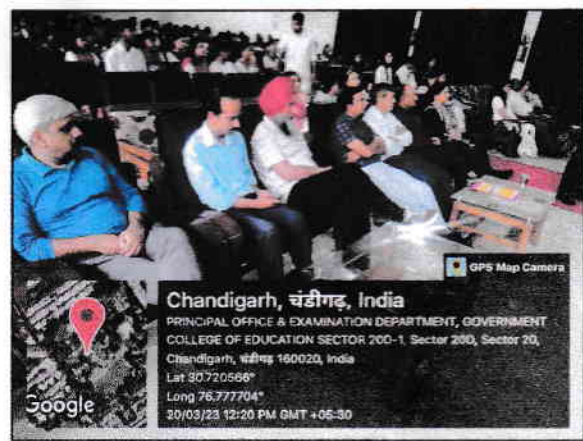 GPS Map Camera
Chandigarh, चंडीगढ़, India
PRINCIPAL OFFICE & EXAMINATION DEPARTMENT, GOVERNMENT
COLLEGE OF EDUCATION SECTOR 20D-1, Sector 20D, Sector 20,
Chandigarh, चंडीगढ़ 160020, India
Lat 30.720566°
Long 76.777704°
20/03/23 12:20 PM GMT +05:30
Google